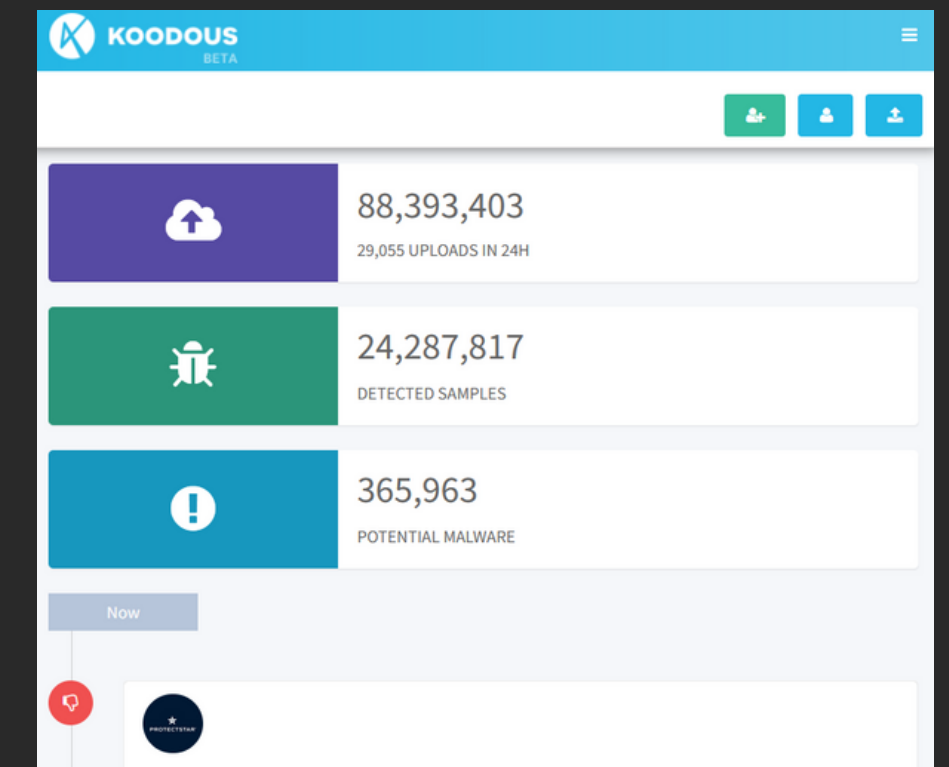 KOODOUS
BETA
88,393,403
29,055 UPLOADS IN 24H
24,287,817
DETECTED SAMPLES
365,963
POTENTIAL MALWARE
Now
PROTECTSTAR